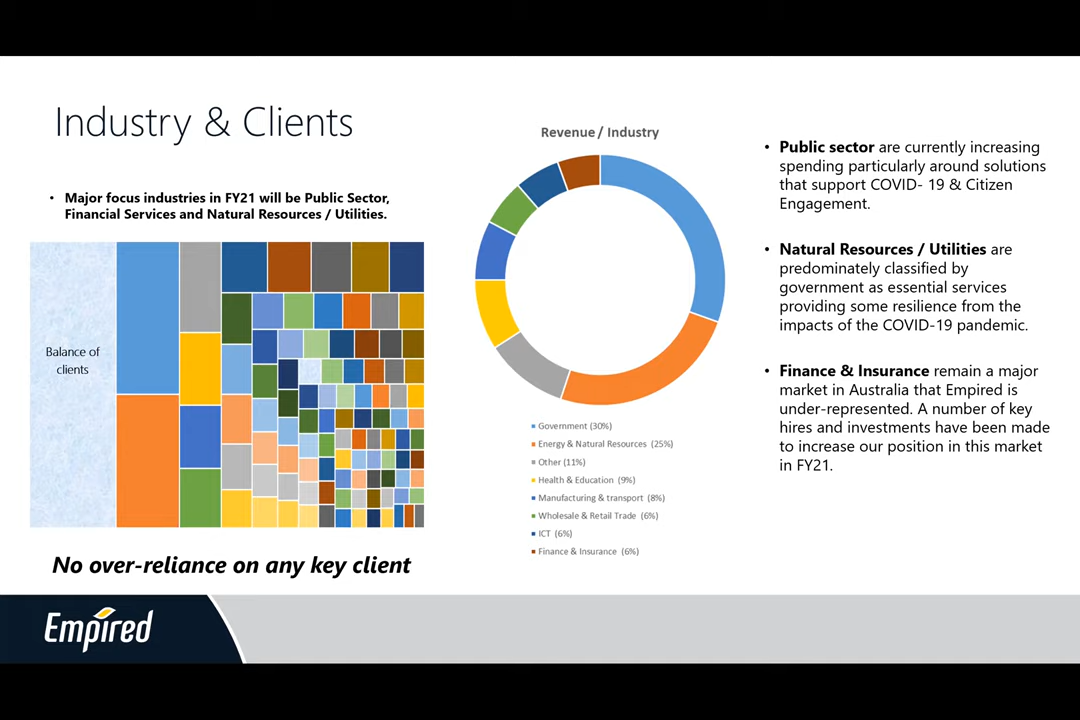 Industry & Clients
• Major focus industries in FY21 will be Public Sector,
Financial Services and Natural Resources / Utilities.
Balance of
clients
No over-reliance on any key client
Revenue / Industry
Government (30%)
Energy & Natural Resources (25%)
Other (11%)
Health & Education (9%)
Manufacturing & transport (8%)
Wholesale & Retail Trade (6%)
ICT (6%)
Finance & Insurance (6%)
• Public sector are currently increasing
spending particularly around solutions
that support COVID- 19 & Citizen
Engagement.
• Natural Resources / Utilities are
predominately classified by
government as essential services
providing some resilience from the
impacts of the COVID-19 pandemic.
• Finance & Insurance remain a major
market in Australia that Empired is
under-represented. A number of key
hires and investments have been made
to increase our position in this market
in FY21.
Empired